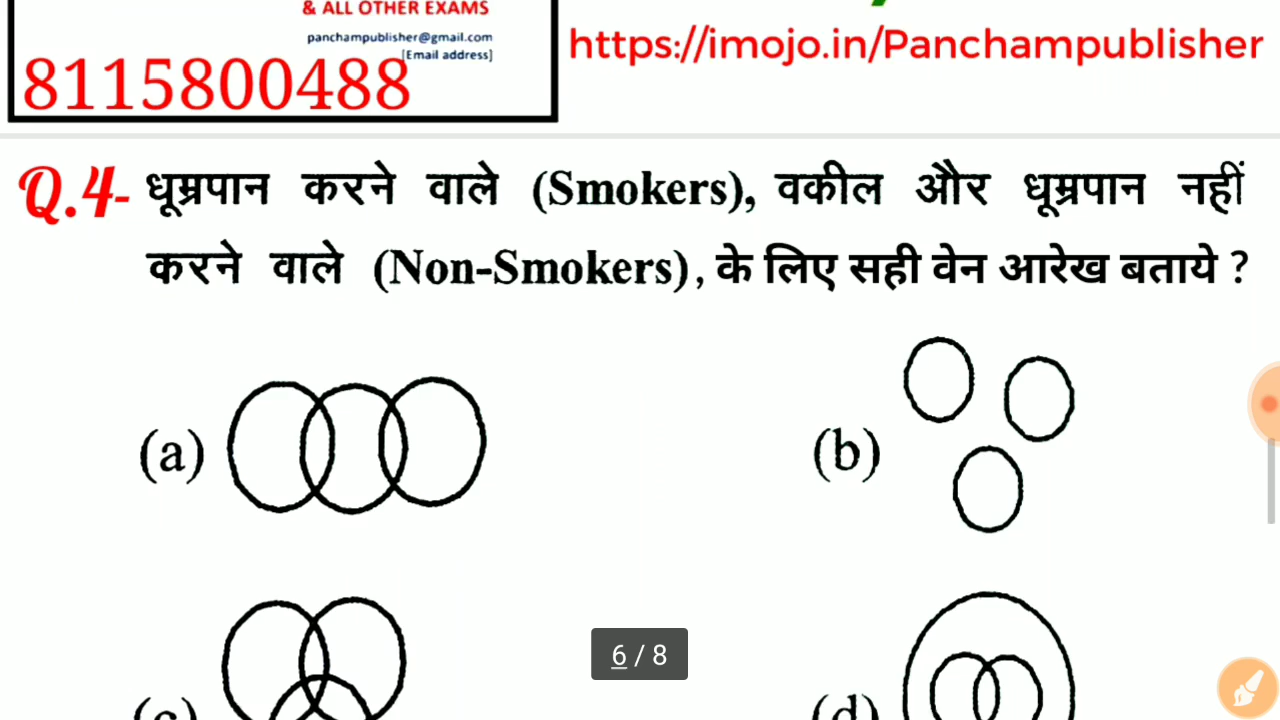 & ALL OTHER EXAMS
panchampublisher@gmail.com
[Email address]
8115800488
https://imojo.in/Panchampublisher
Q.4- धूम्रपान करने वाले (Smokers), वकील और धूम्रपान नहीं
करने वाले (Non-Smokers), के लिए सही वेन आरेख बताये ?
(a)
(b)
(c)
(d)
6 / 8